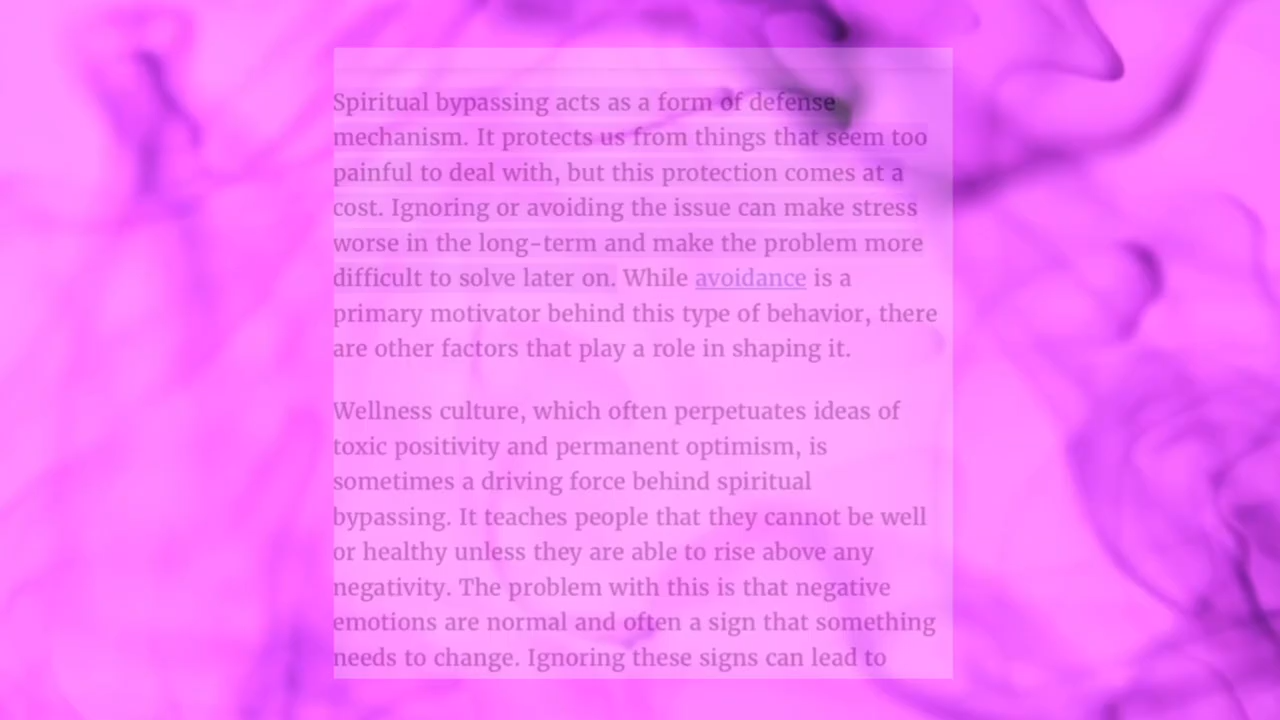 Spiritual bypassing acts as a form of defense
mechanism. It protects us from things that seem too
painful to deal with, but this protection comes at a
cost. Ignoring or avoiding the issue can make stress
worse in the long-term and make the problem more
difficult to solve later on. While avoidance is a
primary motivator behind this type of behavior, there
are other factors that play a role in shaping it.
Wellness culture, which often perpetuates ideas of
toxic positivity and permanent optimism, is
sometimes a driving force behind spiritual
bypassing. It teaches people that they cannot be well
or healthy unless they are able to rise above any
negativity. The problem with this is that negative
emotions are normal and often a sign that something
needs to change. Ignoring these signs can lead to